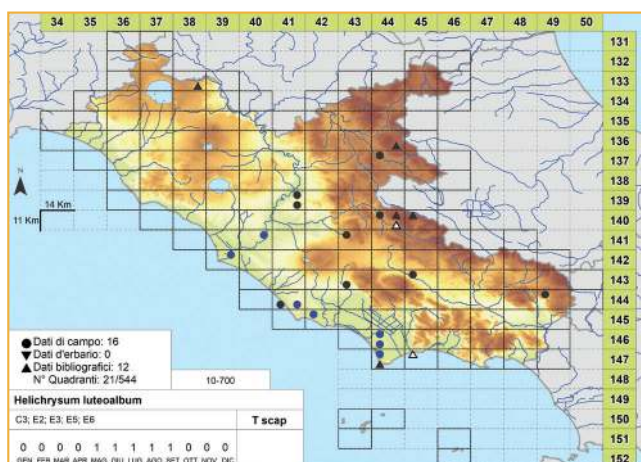 34 36 37 38 39 40 41 42 43 44 45 46 47 48 49 50
131
132
133
134
135
136
137
138
139
140
141
142
143
144
145
146
147
148
149
150
151
152
N
14 Km
11 Km
Dati di campo: 16
Dati d'erbario: 0
Dati bibliografici: 12
N° Quadranti: 21/544
10-700
Helichrysum luteoalbum
C3; E2; E3; E5; E6
T scap
0 0 0 0 1 1 1 1 1 0 0 0
GEN FEB MAR APR MAG GIU LUG AGO SET OTT NOV DIC